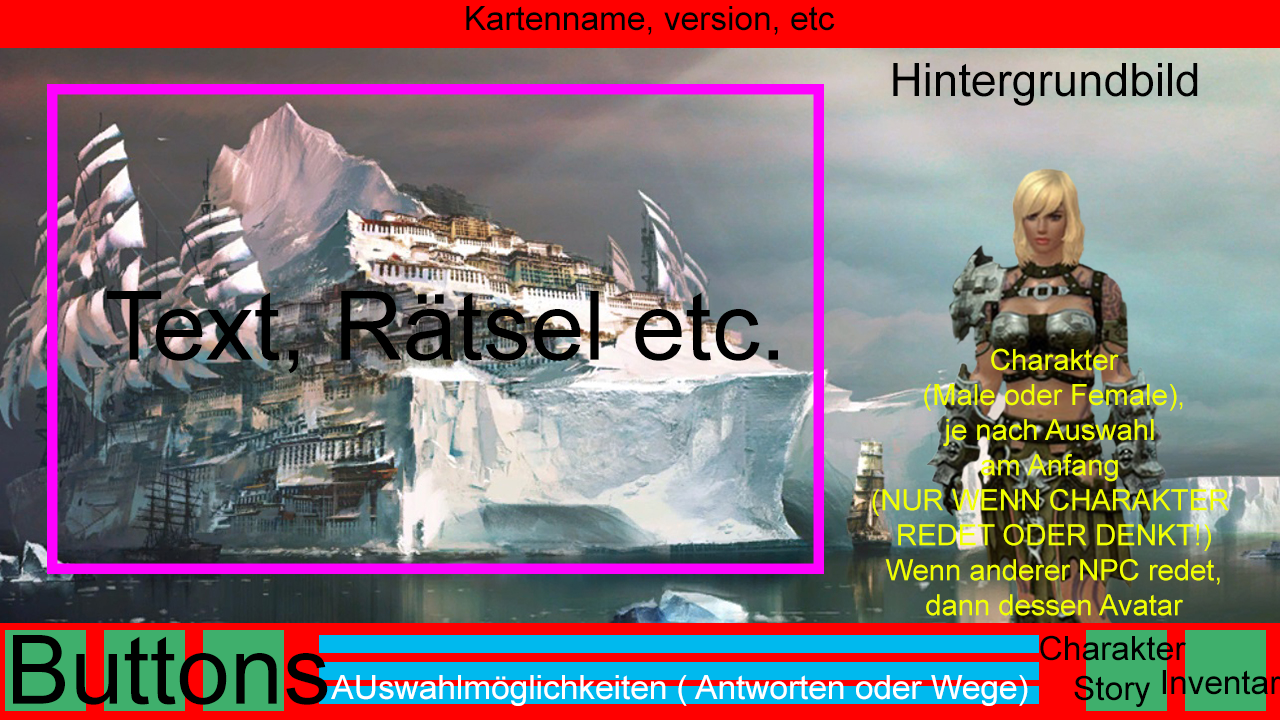 Kartenname, version, etc
Hintergrundbild
Text, Rätsel etc.
Charakter
(Male oder Female),
je nach Auswahl
am Anfang
(NUR WENN CHARAKTER
REDET ODER DENKT!)
Wenn anderer NPC redet,
dann dessen Avatar
Buttons
AUswahlmöglichkeiten ( Antworten oder Wege)
Charakter
Story
Inventar